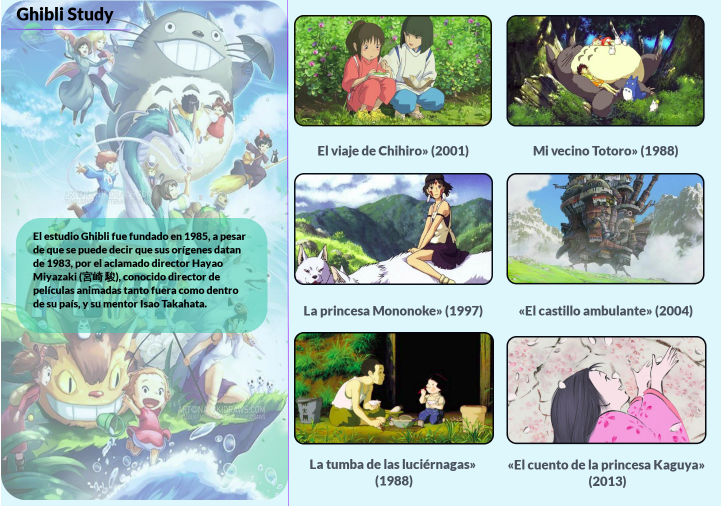 Ghibli Study
El estudio Ghibli fue fundado en 1985, a pesar
de que se puede decir que sus orígenes datan
de 1983, por el aclamado director Hayao
Miyazaki (宮崎 駿), conocido director de
películas animadas tanto fuera como dentro
de su país, y su mentor Isao Takahata.
El viaje de Chihiro» (2001)
Mi vecino Totoro» (1988)
La princesa Mononoke» (1997)
«El castillo ambulante» (2004)
La tumba de las luciérnagas»
(1988)
«El cuento de la princesa Kaguya»
(2013)